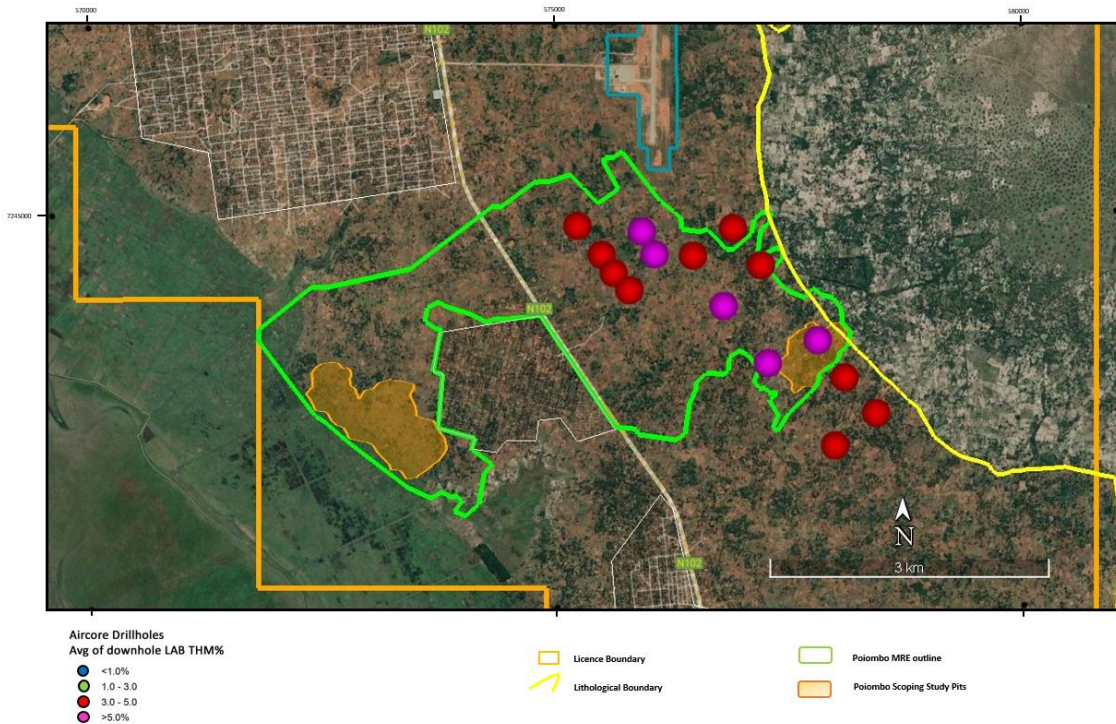 570000
575000
580000
N102
7245000
N102
N102
N
3 km
Aircore Drillholes
Avg of downhole LAB THM%
<1.0%
1.0 - 3.0
3.0 - 5.0
>5.0%
Licence Boundary
Lithological Boundary
Poiombo MRE outline
Poiombo Scoping Study Pits